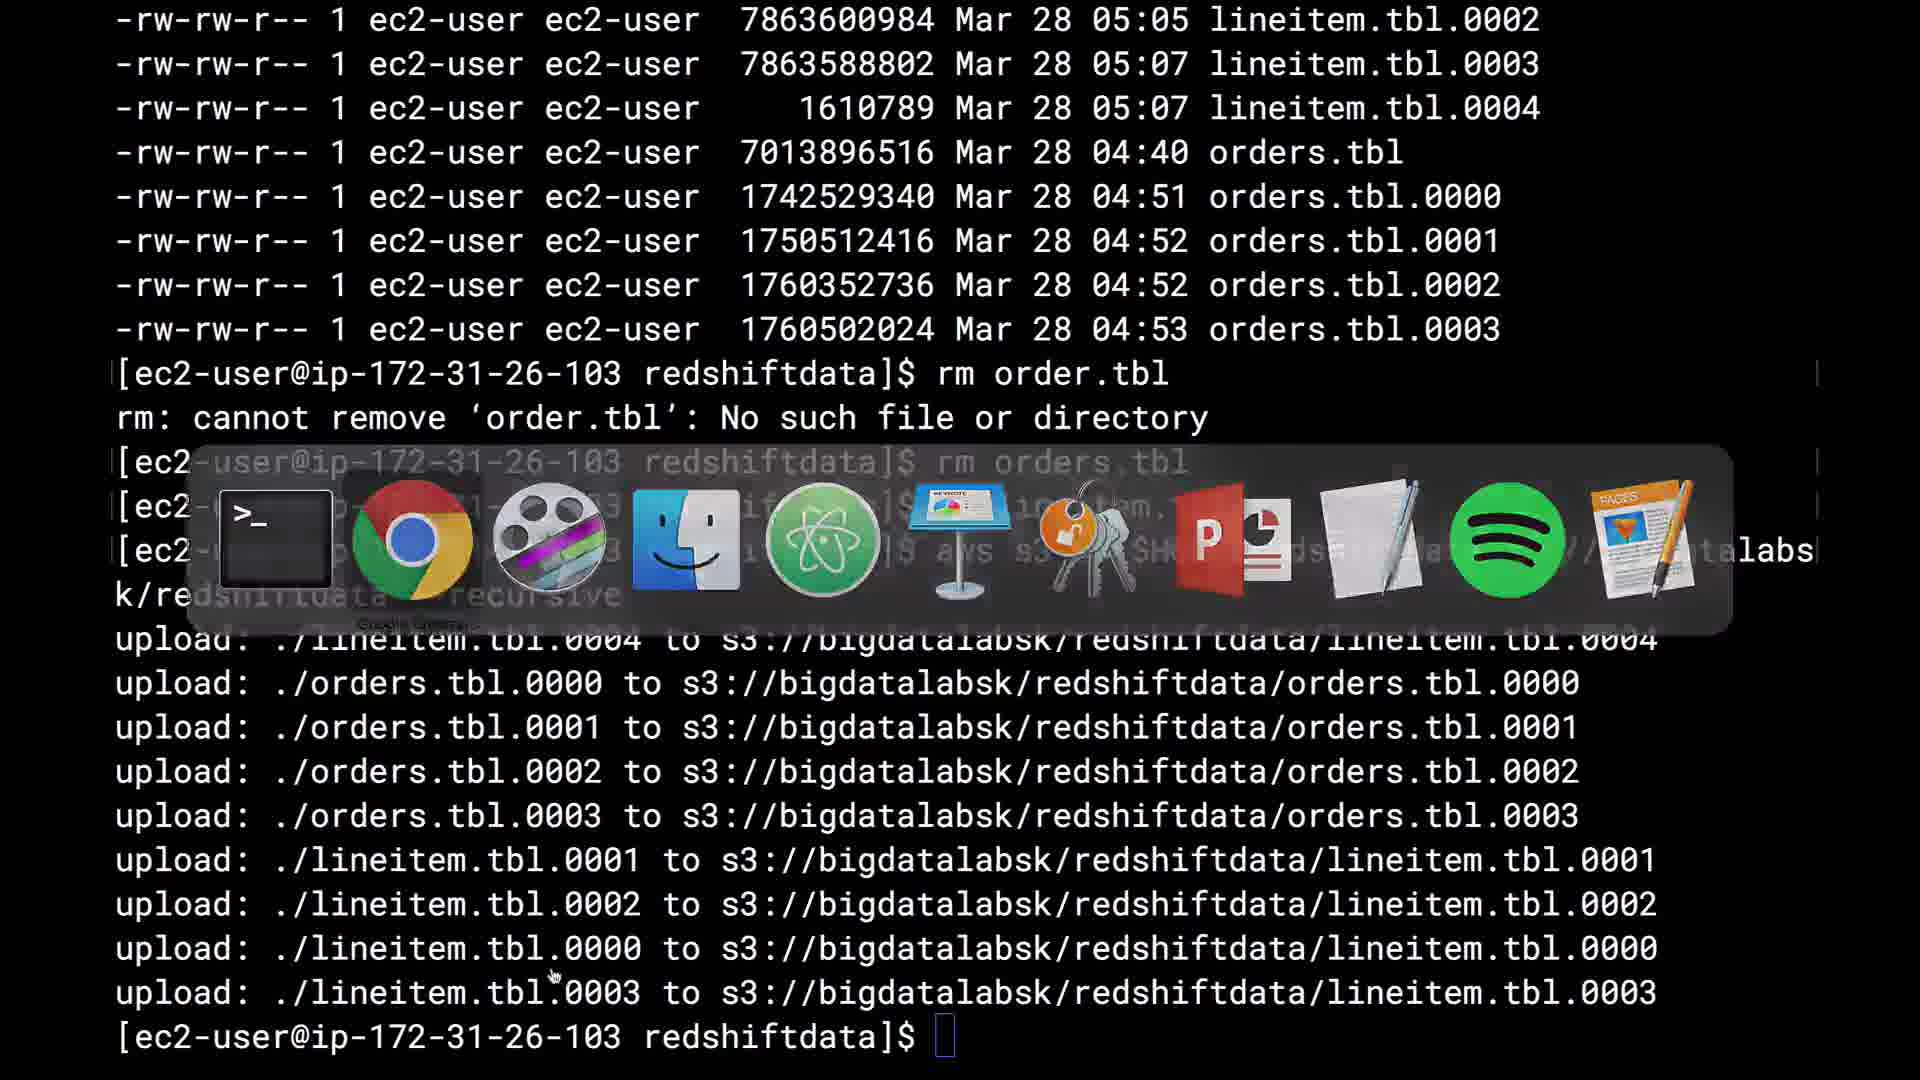 -rw-rw-r-- 1 ec2-user ec2-user 7863600984 Mar 28 05:05 lineitem.tbl.0002
-rw-rw-r-- 1 ec2-user ec2-user 7863588802 Mar 28 05:07 lineitem.tbl.0003
-rw-rw-r-- 1 ec2-user ec2-user 1610789 Mar 28 05:07 lineitem.tbl.0004
-rw-rw-r-- 1 ec2-user ec2-user 7013896516 Mar 28 04:40 orders.tbl
-rw-rw-r-- 1 ec2-user ec2-user 1742529340 Mar 28 04:51 orders.tbl.0000
-rw-rw-r-- 1 ec2-user ec2-user 1750512416 Mar 28 04:52 orders.tbl.0001
-rw-rw-r-- 1 ec2-user ec2-user 1760352736 Mar 28 04:52 orders.tbl.0002
-rw-rw-r-- 1 ec2-user ec2-user 1760502024 Mar 28 04:53 orders.tbl.0003
[ec2-user@ip-172-31-26-103 redshiftdata]$ rm order.tbl
rm: cannot remove ‘order.tbl’: No such file or directory
[ec2-user@ip-172-31-26-103 redshiftdata]$ rm orders.tbl
[ec2
[ec2 $ aws s3 talabs
k/redshiftdata recursive
upload: ./lineitem.tbl.0004 to s3://bigdatalabsk/redshiftdata/lineitem.tbl.0004
upload: ./orders.tbl.0000 to s3://bigdatalabsk/redshiftdata/orders.tbl.0000
upload: ./orders.tbl.0001 to s3://bigdatalabsk/redshiftdata/orders.tbl.0001
upload: ./orders.tbl.0002 to s3://bigdatalabsk/redshiftdata/orders.tbl.0002
upload: ./orders.tbl.0003 to s3://bigdatalabsk/redshiftdata/orders.tbl.0003
upload: ./lineitem.tbl.0001 to s3://bigdatalabsk/redshiftdata/lineitem.tbl.0001
upload: ./lineitem.tbl.0002 to s3://bigdatalabsk/redshiftdata/lineitem.tbl.0002
upload: ./lineitem.tbl.0000 to s3://bigdatalabsk/redshiftdata/lineitem.tbl.0000
upload: ./lineitem.tbl.0003 to s3://bigdatalabsk/redshiftdata/lineitem.tbl.0003
[ec2-user@ip-172-31-26-103 redshiftdata]$